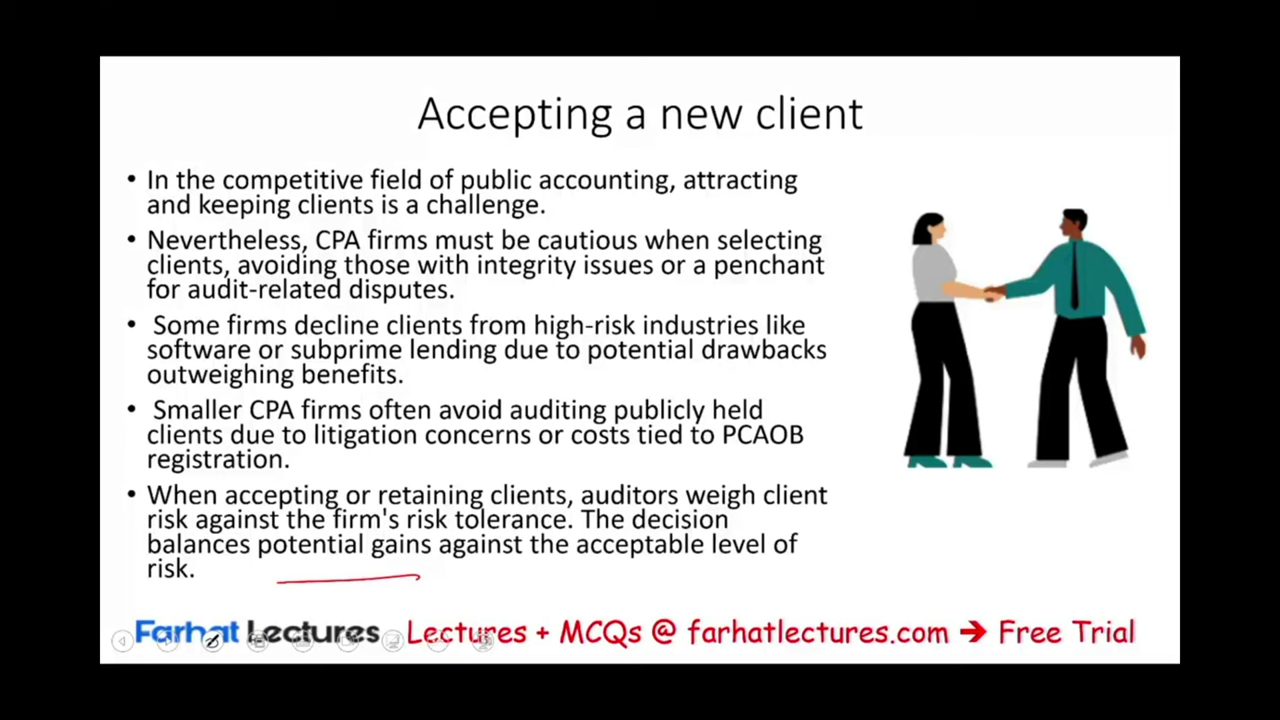 Accepting a new client
• In the competitive field of public accounting, attracting
and keeping clients is a challenge.
• Nevertheless, CPA firms must be cautious when selecting
clients, avoiding those with integrity issues or a penchant
for audit-related disputes.
• Some firms decline clients from high-risk industries like
software or subprime lending due to potential drawbacks
outweighing benefits.
• Smaller CPA firms often avoid auditing publicly held
clients due to litigation concerns or costs tied to PCAOB
registration.
• When accepting or retaining clients, auditors weigh client
risk against the firm's risk tolerance. The decision
balances potential gains against the acceptable level of
risk.
Farhat Lectures Lectures + MCQs @ farhatlectures.com ➔ Free Trial